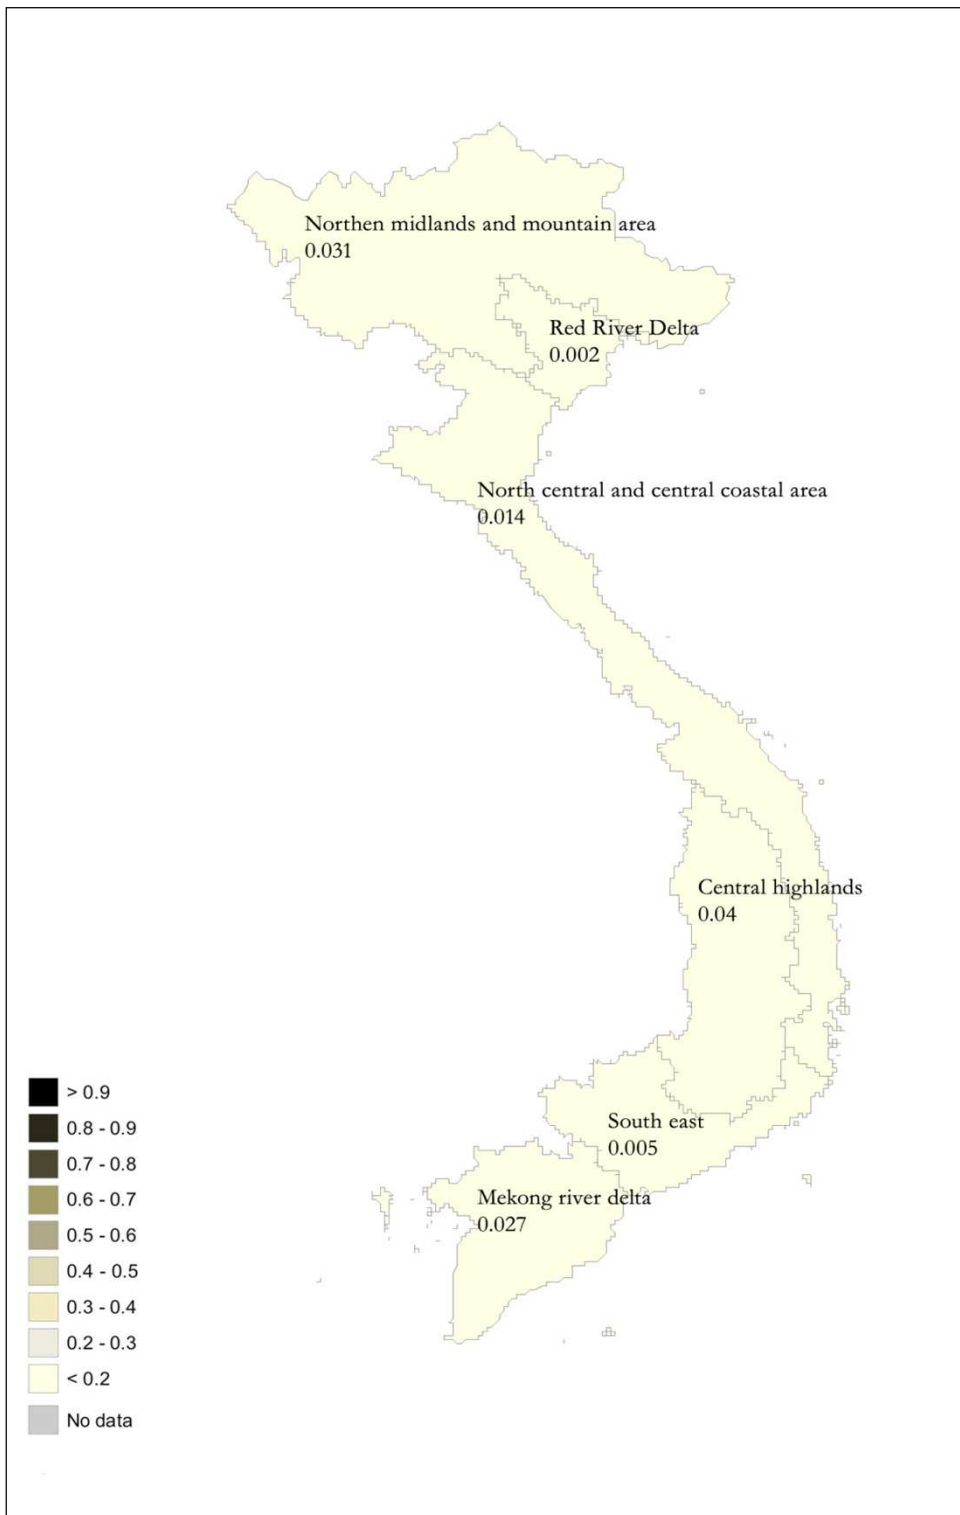 Northen midlands and mountain area
0.031
Red River Delta
0.002
North central and central coastal area
0.014
Central highlands
0.04
South east
0.005
Mekong river delta
0.027
> 0.9
0.8 - 0.9
0.7 - 0.8
0.6 - 0.7
0.5 - 0.6
0.4 - 0.5
0.3 - 0.4
0.2 - 0.3
< 0.2
No data